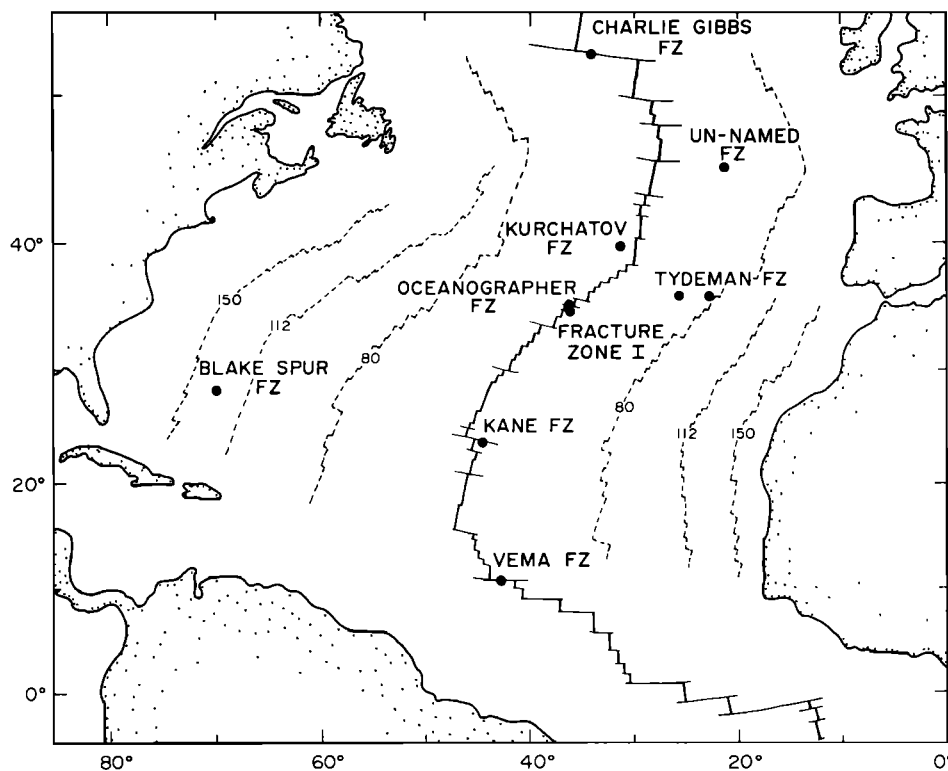 CHARLIE GIBBS
FZ
UN-NAMED
FZ
KURCHATOV
FZ
40°
OCEANOGRAPHER
FZ
TYDEMAN FZ
150
112
FRACTURE
ZONE I
80
BLAKE SPUR
FZ
80
112
150
KANE FZ
20°
VEMA FZ
0°
80°
60°
40°
20°
0°